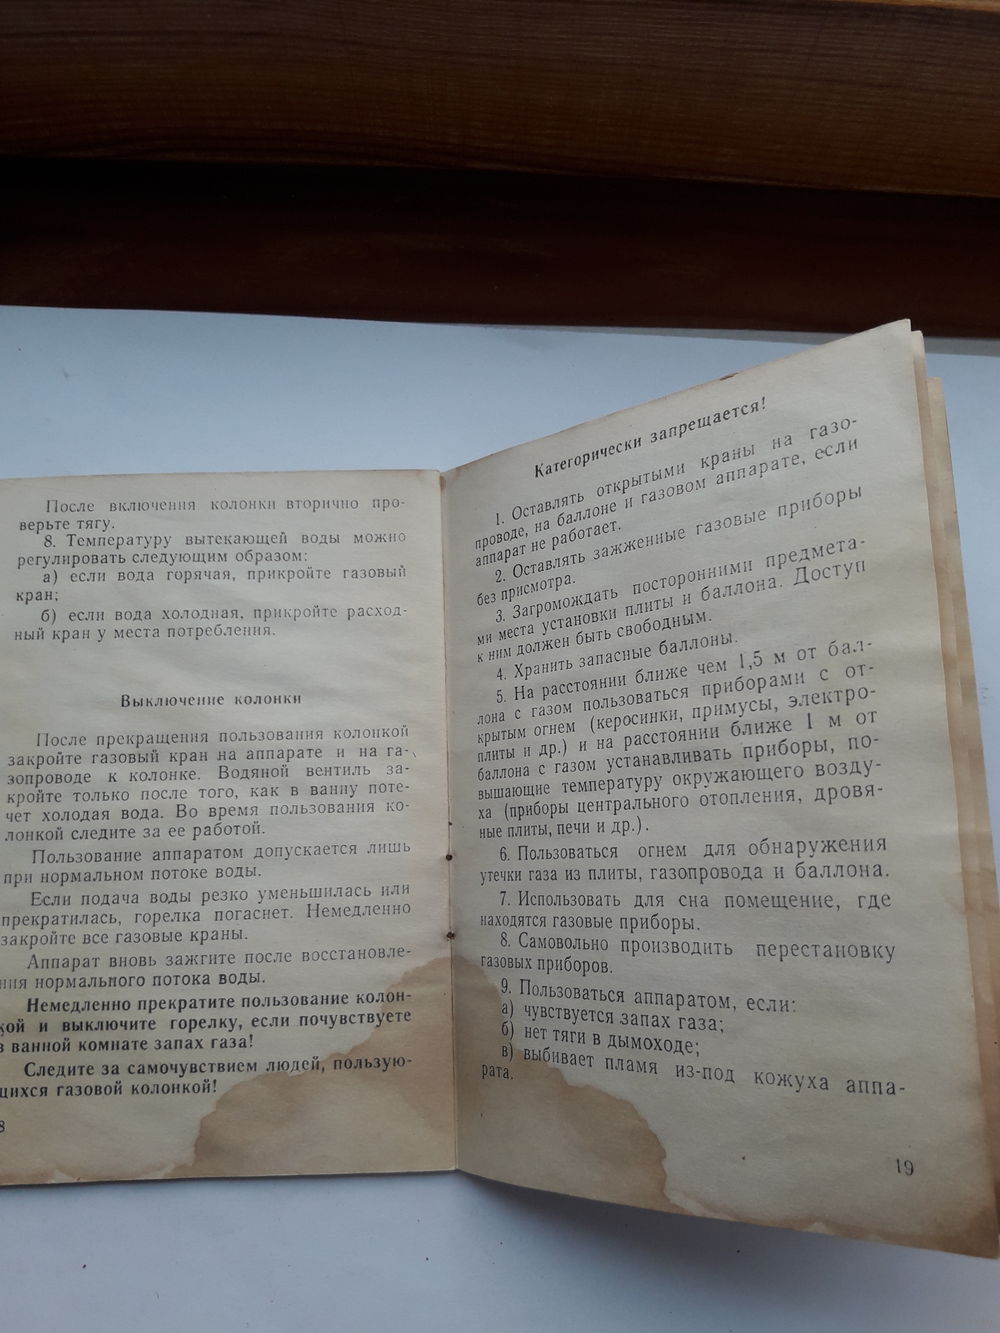 После включения колонки вторично про-
верьте тягу.
8. Температуру вытекающей воды можно
регулировать следующим образом:
а) если вода горячая, прикройте газовый
кран;
б) если вода холодная, прикройте расход-
ный кран у места потребления.
Выключение колонки
После прекращения пользования колонкой
закройте газовый кран на аппарате и на га-
зопроводе к колонке. Водяной вентиль за-
кройте только после того, как в ванну поте-
чет холодная вода. Во время пользования ко-
лонкой следите за ее работой.
Пользование аппаратом допускается лишь
при нормальном потоке воды.
Если подача воды резко уменьшилась или
прекратилась, горелка погаснет. Немедленно
закройте все газовые краны.
Аппарат вновь зажгите после восстановле-
ния нормального потока воды.
Немедленно прекратите пользование колон-
кой и выключите горелку, если почувствуете
в ванной комнате запах газа!
Следите за самочувствием людей, пользую-
щихся газовой колонкой!
8
Категорически запрещается!
1. Оставлять открытыми краны на газо-
проводе, на баллоне и газовом аппарате, если
аппарат не работает.
2. Оставлять зажженные газовые приборы
без присмотра.
3. Загромождать посторонними предмета-
ми места установки плиты и баллона. Доступ
к ним должен быть свободным.
4. Хранить запасные баллоны.
5. На расстоянии ближе чем 1,5 м от бал-
лона с газом пользоваться приборами с от-
крытым огнем (керосинки, примусы, электро-
плиты и др.) и на расстоянии ближе 1 м от
баллона с газом устанавливать приборы, по-
вышающие температуру окружающего возду-
ха (приборы центрального отопления, дровя-
ные плиты, печи и др.).
6. Пользоваться огнем для обнаружения
утечки газа из плиты, газопровода и баллона.
7. Использовать для сна помещение, где
находятся газовые приборы.
8. Самовольно производить перестановку
газовых приборов.
9. Пользоваться аппаратом, если:
а) чувствуется запах газа;
б) нет тяги в дымоходе;
в) выбивает пламя из-под кожуха аппа-
рата.
19